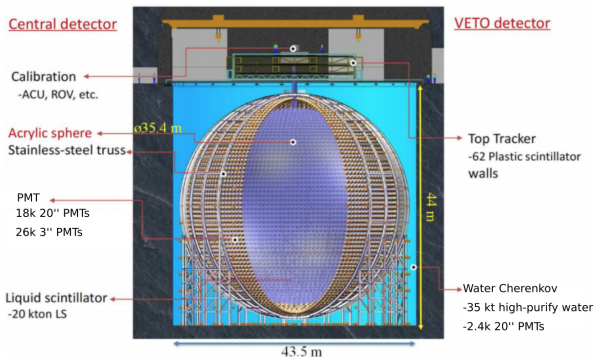 Central detector
VETO detector
Calibration
-ACU, ROV, etc.
Acrylic sphere
ø35.4 m
Stainless-steel truss
Top Tracker
-62 Plastic scintillator
walls
PMT
18k 20'' PMTs
26k 3'' PMTs
44 m
Liquid scintillator
-20 kton LS
Water Cherenkov
-35 kt high-purify water
-2.4k 20'' PMTs
43.5 m